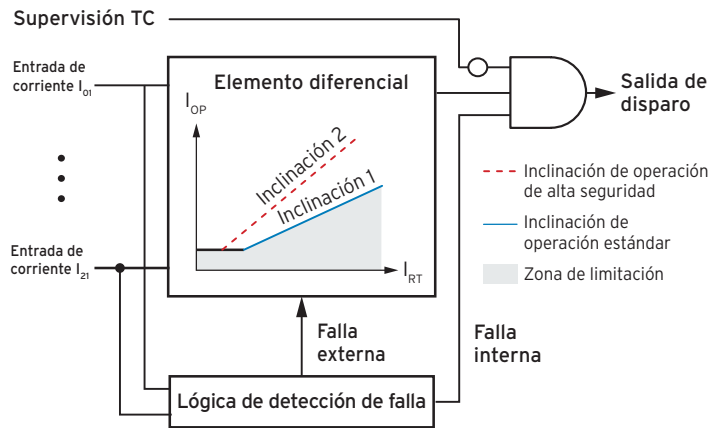 Supervisión TC
Entrada de
corriente I01
Elemento diferencial
IOP
Inclinación 2
Inclinación 1
IRT
Salida de
disparo
Inclinación de operación
de alta seguridad
Inclinación de
operación estándar
Zona de limitación
Entrada de
corriente I21
Falla
externa
Falla
interna
Lógica de detección de falla